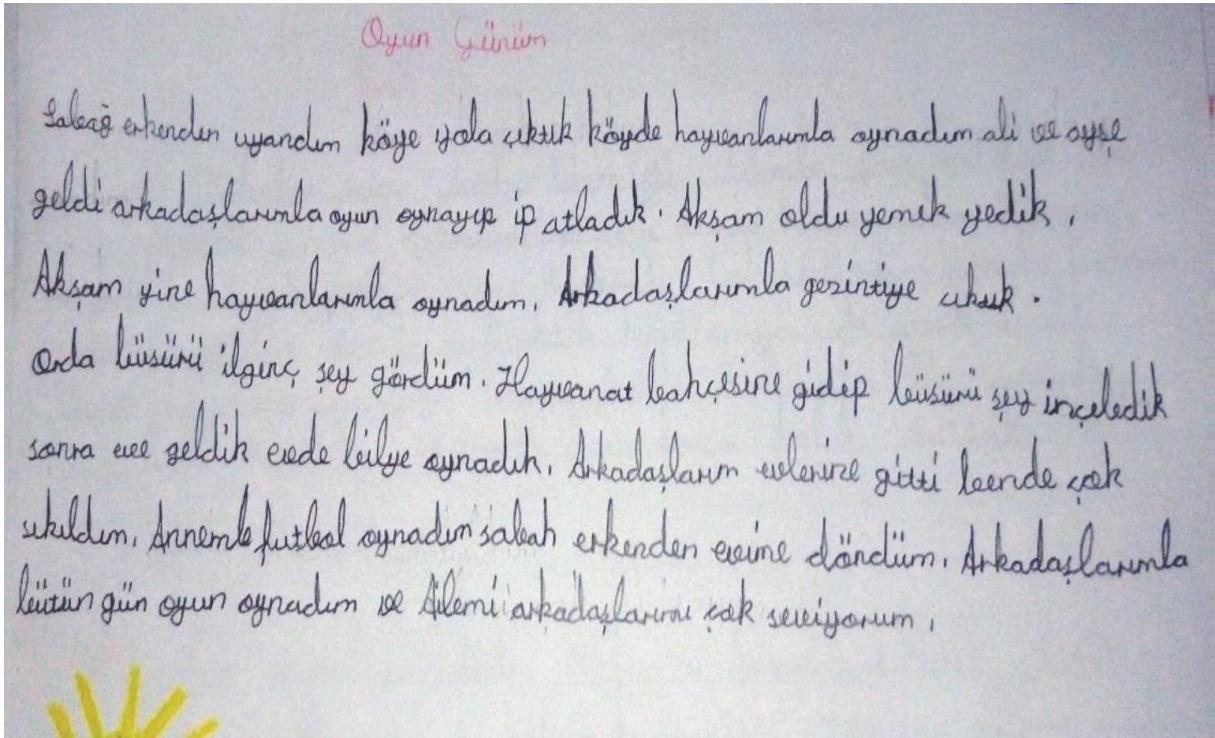 Oyun Günüm
Sabağ erkenden uyandım köye yola çıktık köyde hayvanlarımla oynadım ali ve ayşe
geldi arkadaşlarımla oyun oynayıp ip atladık. Akşam oldu yemek yedik.
Akşam yine hayvanlarımla oynadım. Arkadaşlarımla gezintiye çıktık.
Orda büsürü ilginç şey gördüm. Hayvanat bahçesine gidip büsürü şey inçeledik
sonra eve geldik evde bilye oynadık. Arkadaşlarım evlerine gitti bende çok
sıkıldım. Annemle futbol oynadım sabah erkenden evime döndüm. Arkadaşlarımla
bütün gün oyun oynadım ve Ailemi arkadaşlarımı çok seviyorum.